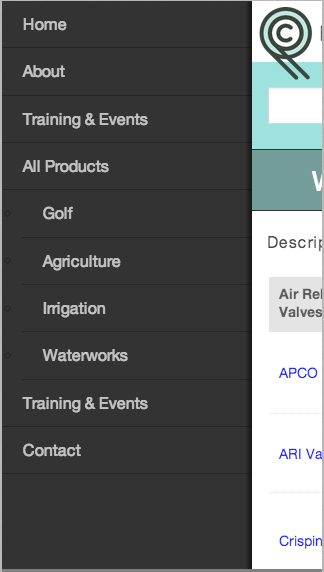 Home
About
Training & Events
All Products
Golf
Agriculture
Irrigation
Waterworks
Training & Events
Contact
Descrip
Air Rel
Valves
APCO
ARI Va
Crispin